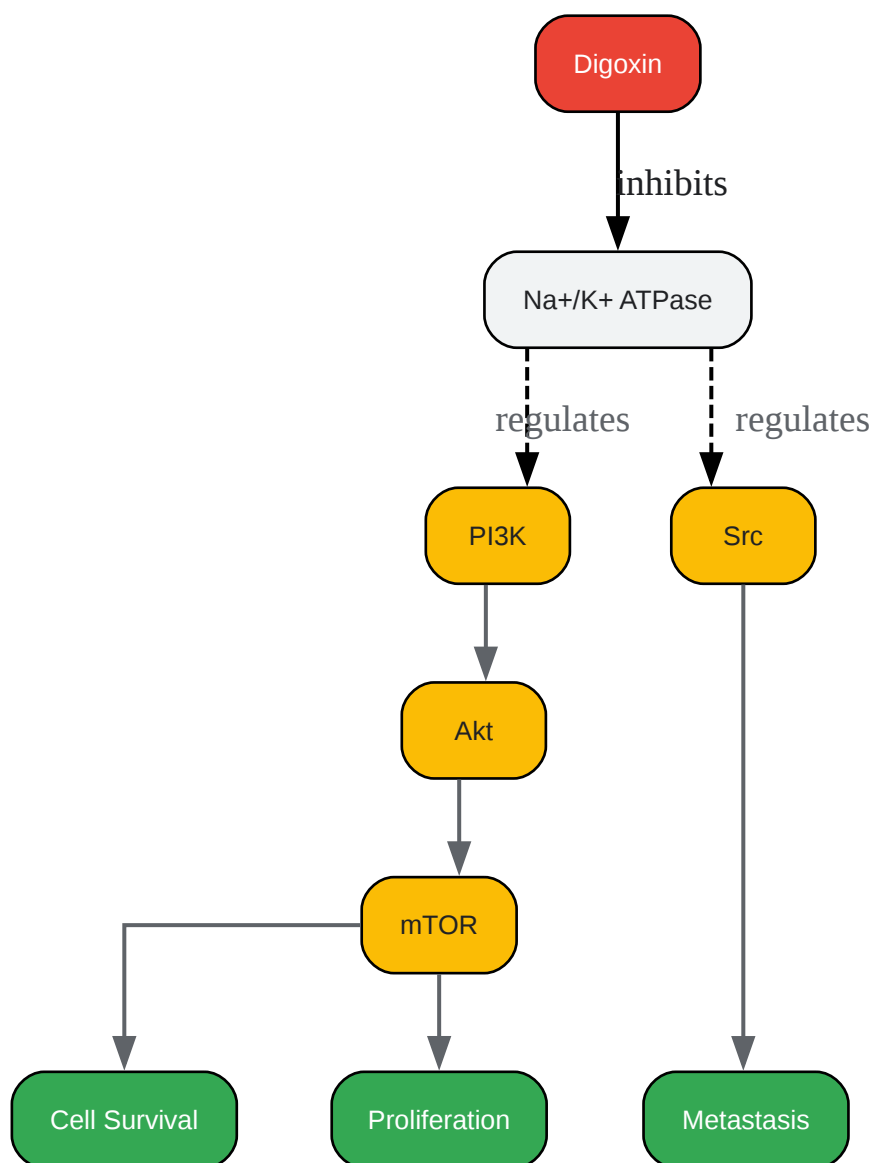 Digoxin
inhibits
Na+/K+ ATPase
regulates
regulates
PI3K
Src
Akt
mTOR
Cell Survival
Proliferation
Metastasis